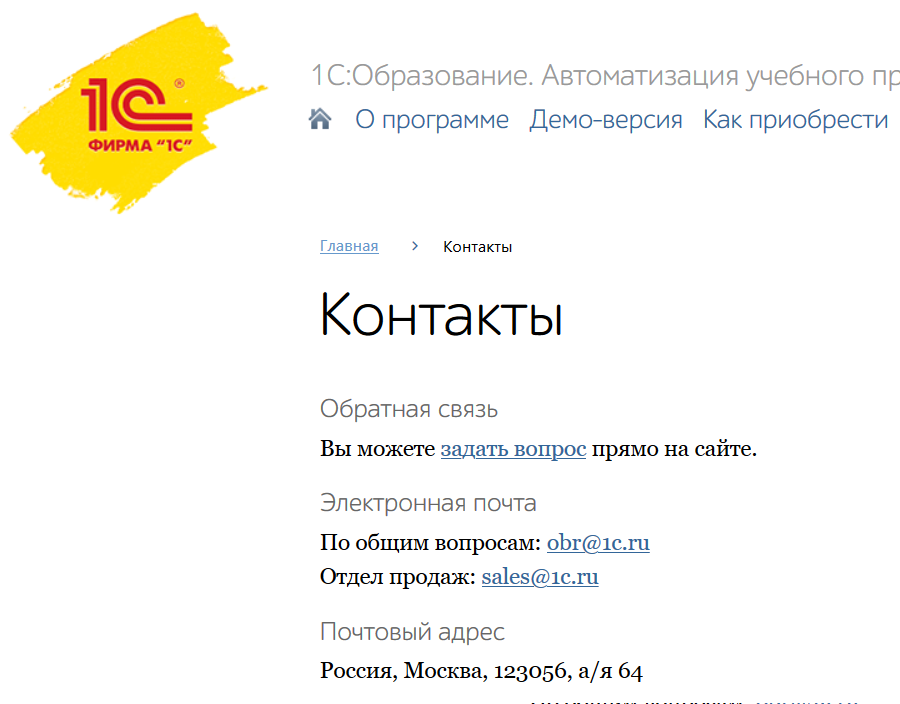 1С ®
ФИРМА "1С"
1С:Образование. Автоматизация учебного
О программе Демо-версия Как приобрести
Главная > Контакты
Контакты
Обратная связь
Вы можете задать вопрос прямо на сайте.
Электронная почта
По общим вопросам: obr@1c.ru
Отдел продаж: sales@1c.ru
Почтовый адрес
Россия, Москва, 123056, а/я 64